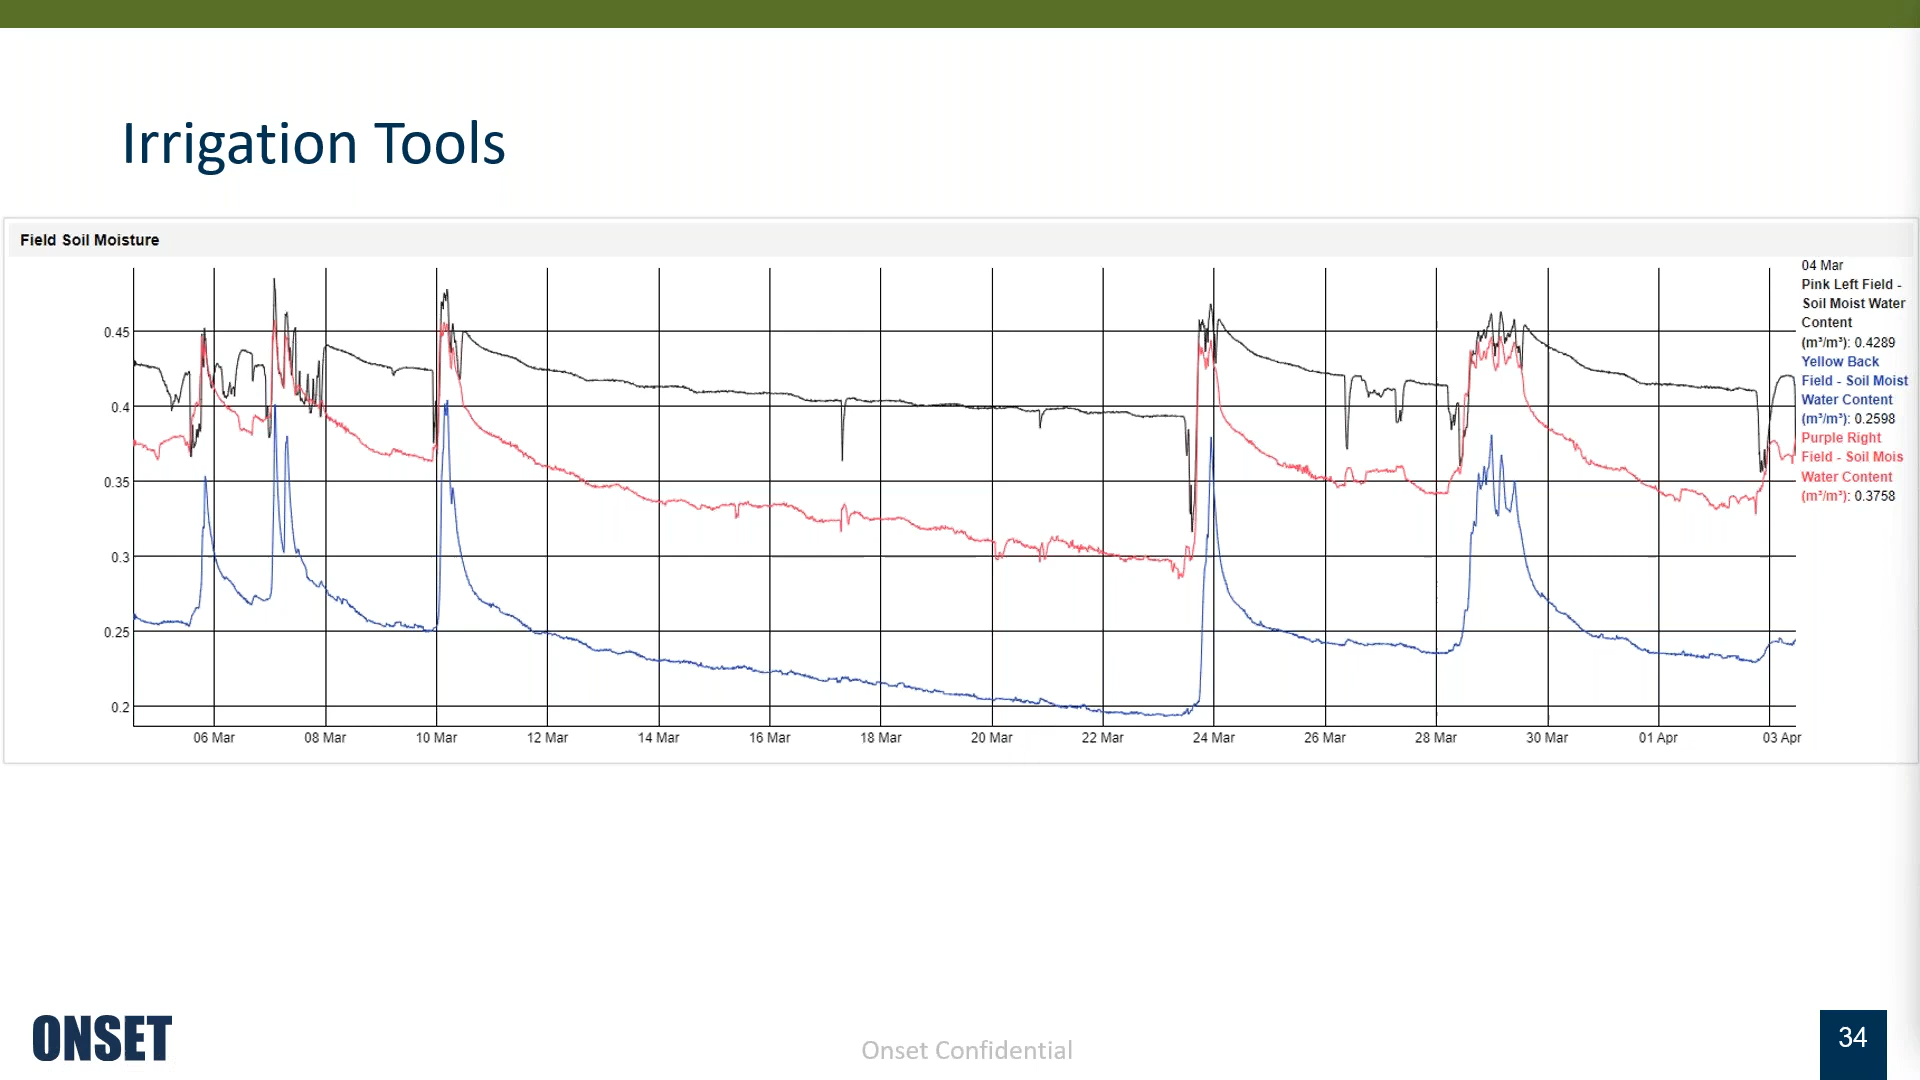 Irrigation Tools
Field Soil Moisture
04 Mar
Pink Left Field -
Soil Moist Water
Content
(m³/m³): 0.4289
Yellow Back
Field - Soil Moist
Water Content
(m³/m³): 0.2598
Purple Right
Field - Soil Mois
Water Content
(m³/m³): 0.3758
0.45
0.4
0.35
0.3
0.25
0.2
06 Mar 08 Mar 10 Mar 12 Mar 14 Mar 16 Mar 18 Mar 20 Mar 22 Mar 24 Mar 26 Mar 28 Mar 30 Mar 01 Apr 03 Apr
ONSET
Onset Confidential
34